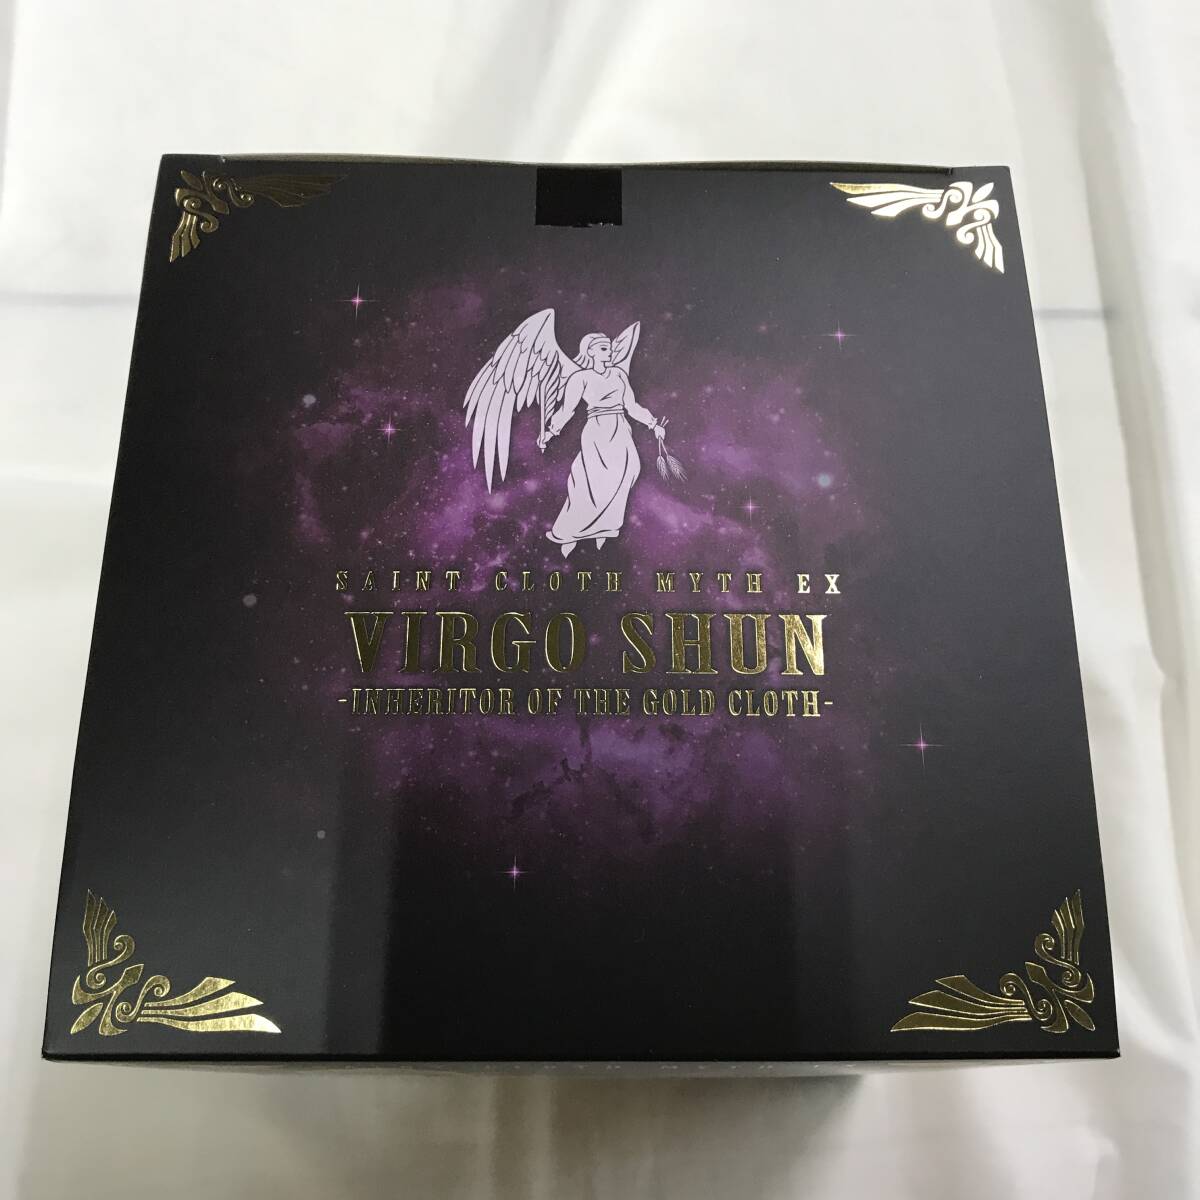 SAINT CLOTH MYTH EX
VIRGO SHUN
-INHERITOR OF THE GOLD CLOTH-